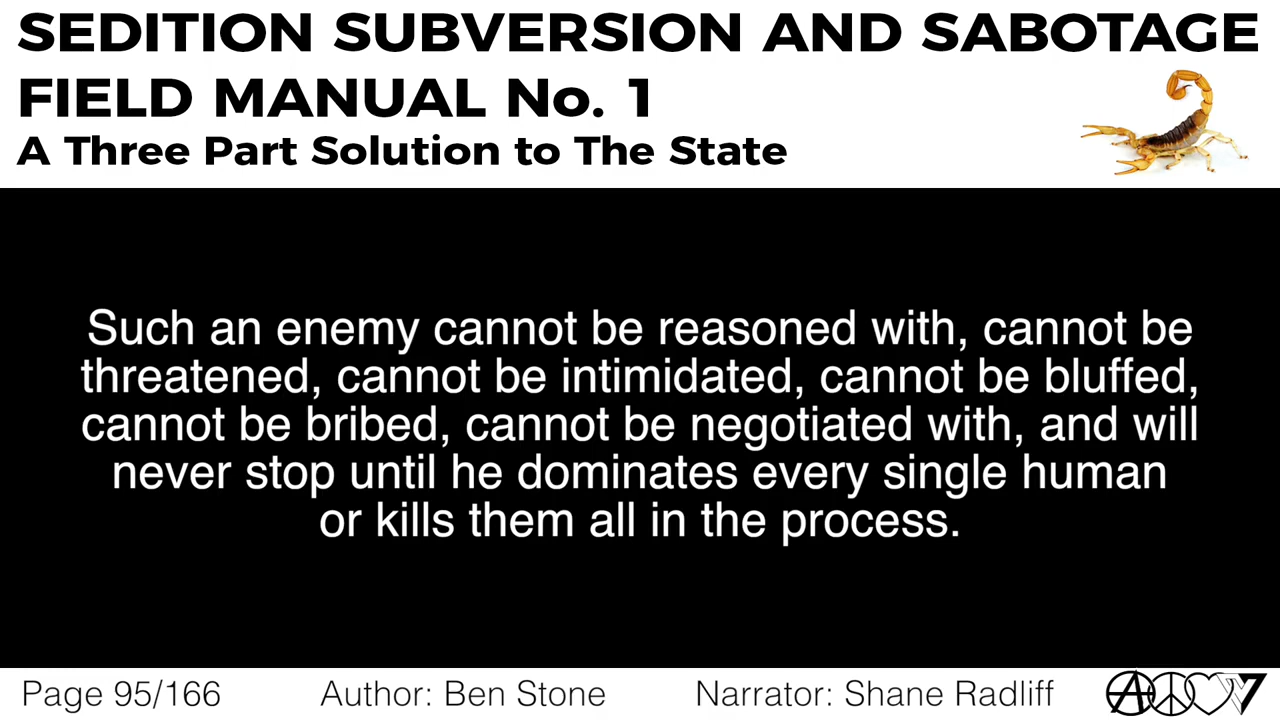 SEDITION SUBVERSION AND SABOTAGE
FIELD MANUAL No. 1
A Three Part Solution to The State
Such an enemy cannot be reasoned with, cannot be
threatened, cannot be intimidated, cannot be bluffed,
cannot be bribed, cannot be negotiated with, and will
never stop until he dominates every single human
or kills them all in the process.
Page 95/166 Author: Ben Stone Narrator: Shane Radliff